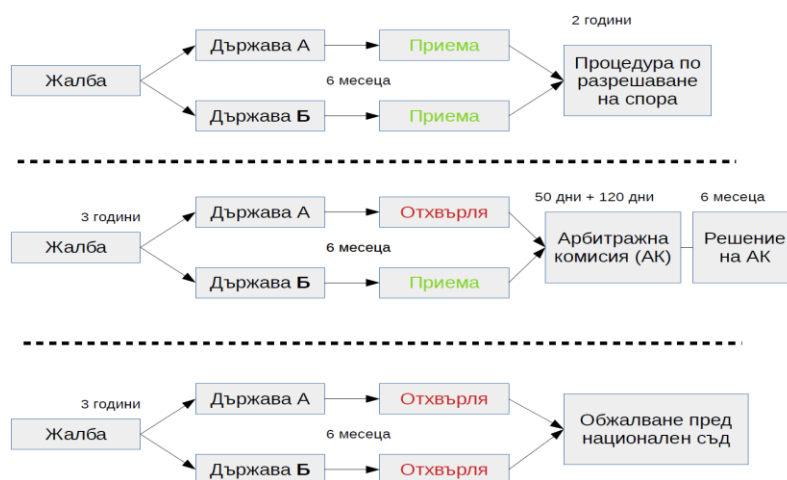 2 години
Държава А
Приема
Жалба
6 месеца
Процедура по
разрешаване
на спора
Държава Б
Приема
3 години
Държава А
Отхвърля
50 дни + 120 дни
6 месеца
Жалба
6 месеца
Арбитражна
комисия (АК)
Решение
на АК
Държава Б
Приема
3 години
Държава А
Отхвърля
Жалба
6 месеца
Обжалване пред
национален съд
Държава Б
Отхвърля